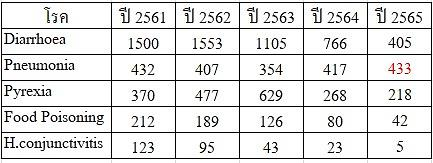 โรค ปี 2561 ปี 2562 ปี 2563 ปี 2564 ปี 2565
Diarrhoea 1500 1553 1105 766 405
Pneumonia 432 407 354 417 433
Pyrexia 370 477 629 268 218
Food Poisoning 212 189 126 80 42
H.conjunctivitis 123 95 43 23 5